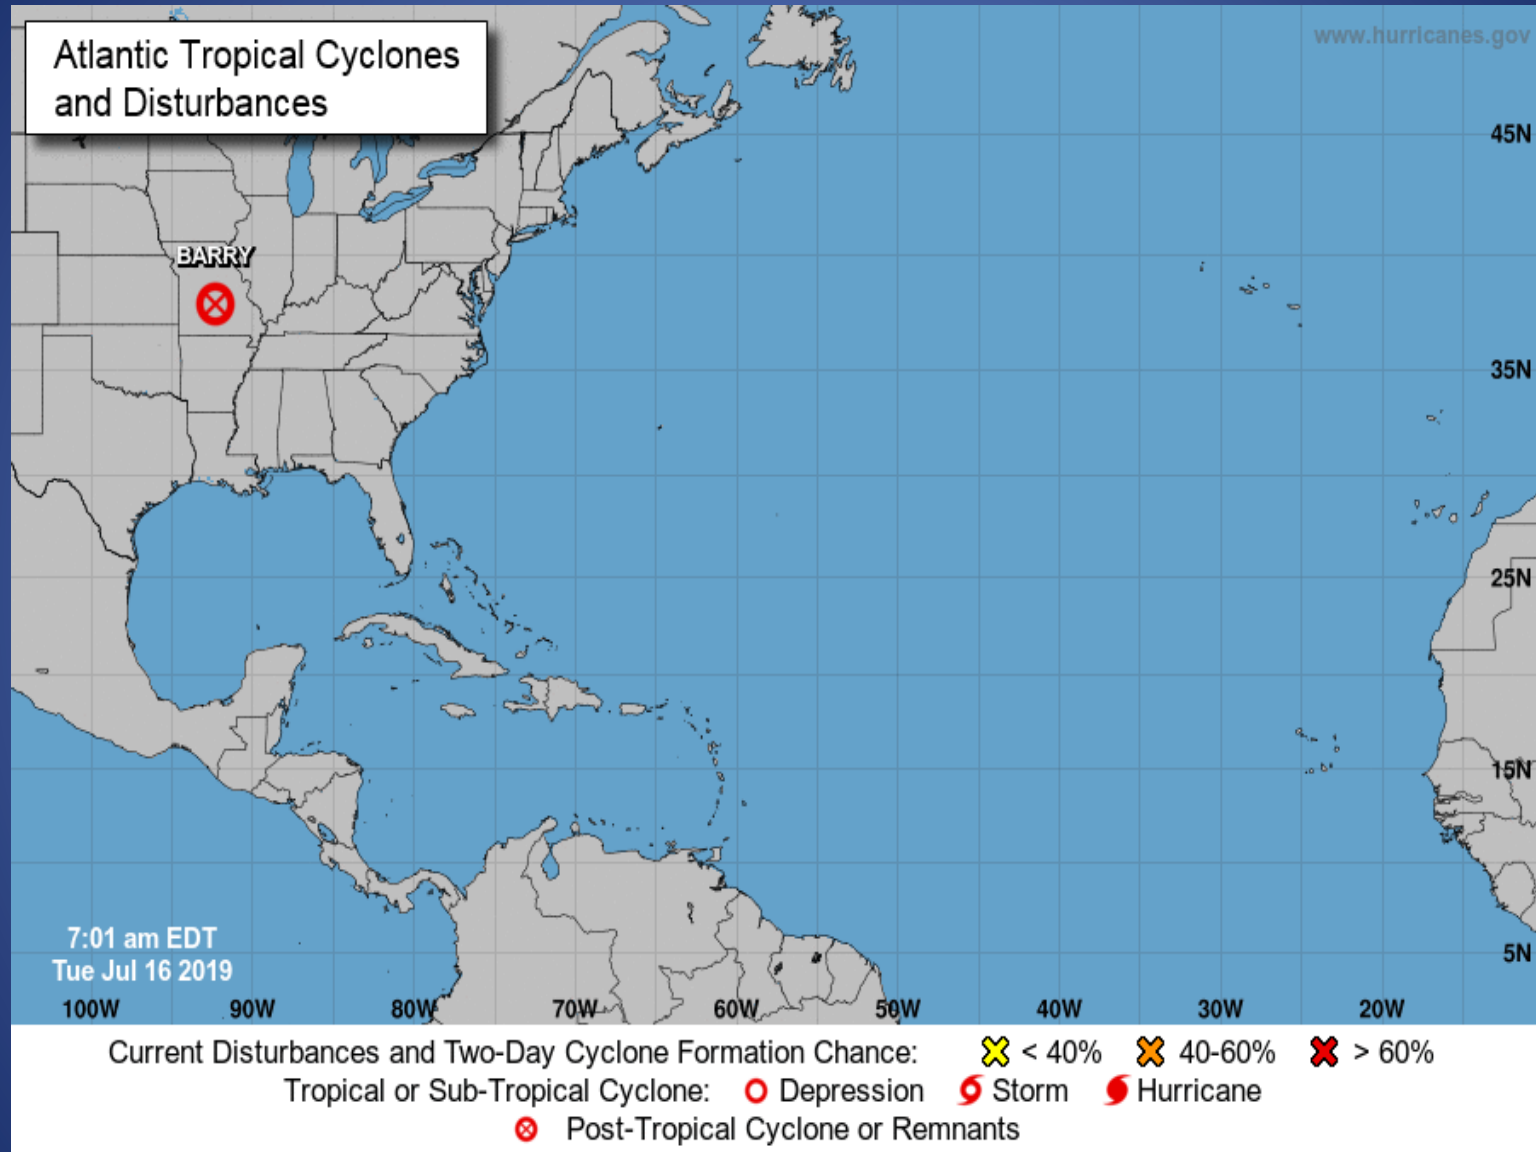 Atlantic Tropical Cyclones
and Disturbances
www.hurricanes.gov
45N
BARRY
35N
25N
15N
7:01 am EDT
Tue Jul 16 2019
5N
100W 90W 80W 70W 60W 50W 40W 30W 20W
Current Disturbances and Two-Day Cyclone Formation Chance: < 40% 40-60% > 60%
Tropical or Sub-Tropical Cyclone: Depression Storm Hurricane
Post-Tropical Cyclone or Remnants